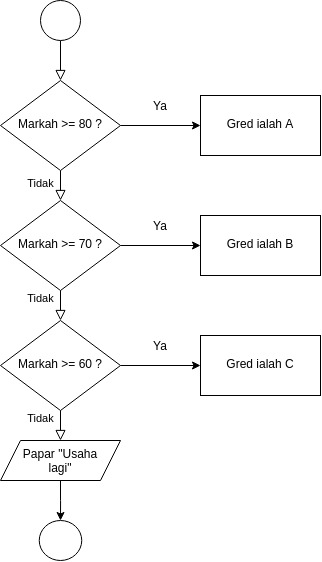 Ya
Markah >= 80 ?
Gred ialah A
Tidak
Ya
Markah >= 70 ?
Gred ialah B
Tidak
Ya
Markah >= 60 ?
Gred ialah C
Tidak
Papar "Usaha
lagi"